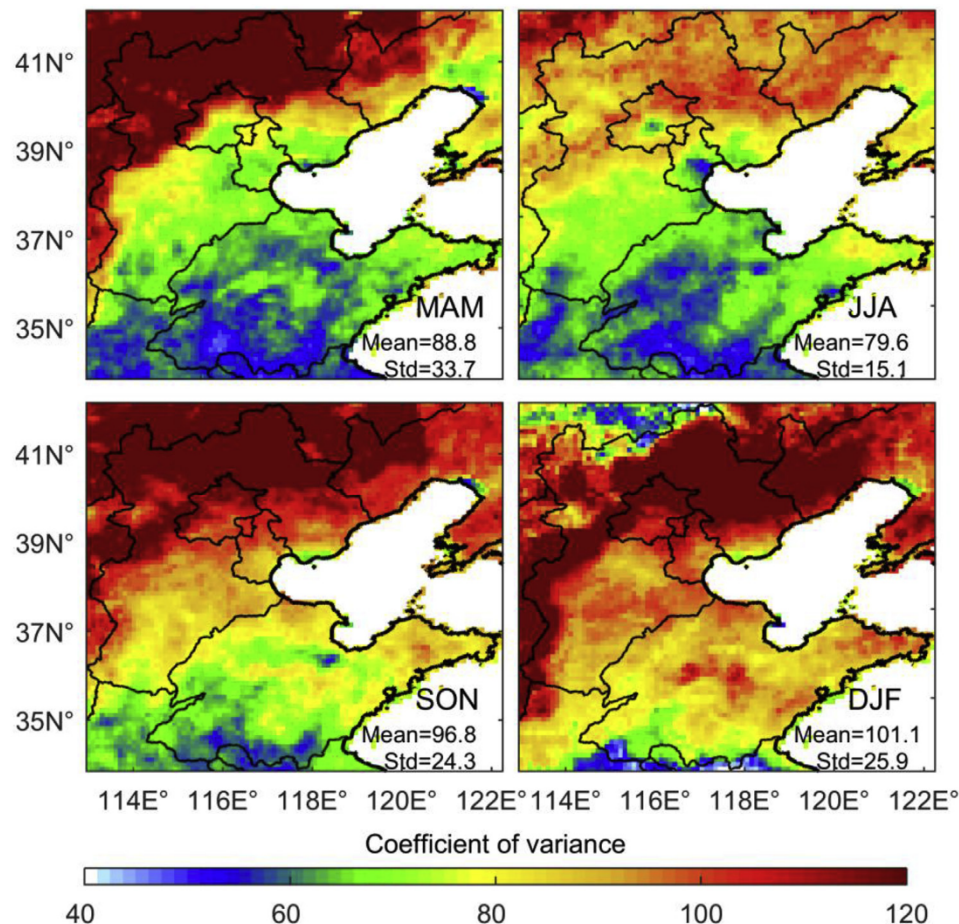 41N°
39N°
37N°
35N°
MAM
Mean=88.8
Std=33.7
JJA
Mean=79.6
Std=15.1
41N°
39N°
37N°
35N°
SON
Mean=96.8
Std=24.3
DJF
Mean=101.1
Std=25.9
114E° 116E° 118E° 120E° 122E° 114E° 116E° 118E° 120E° 122E°
Coefficient of variance
40 60 80 100 120